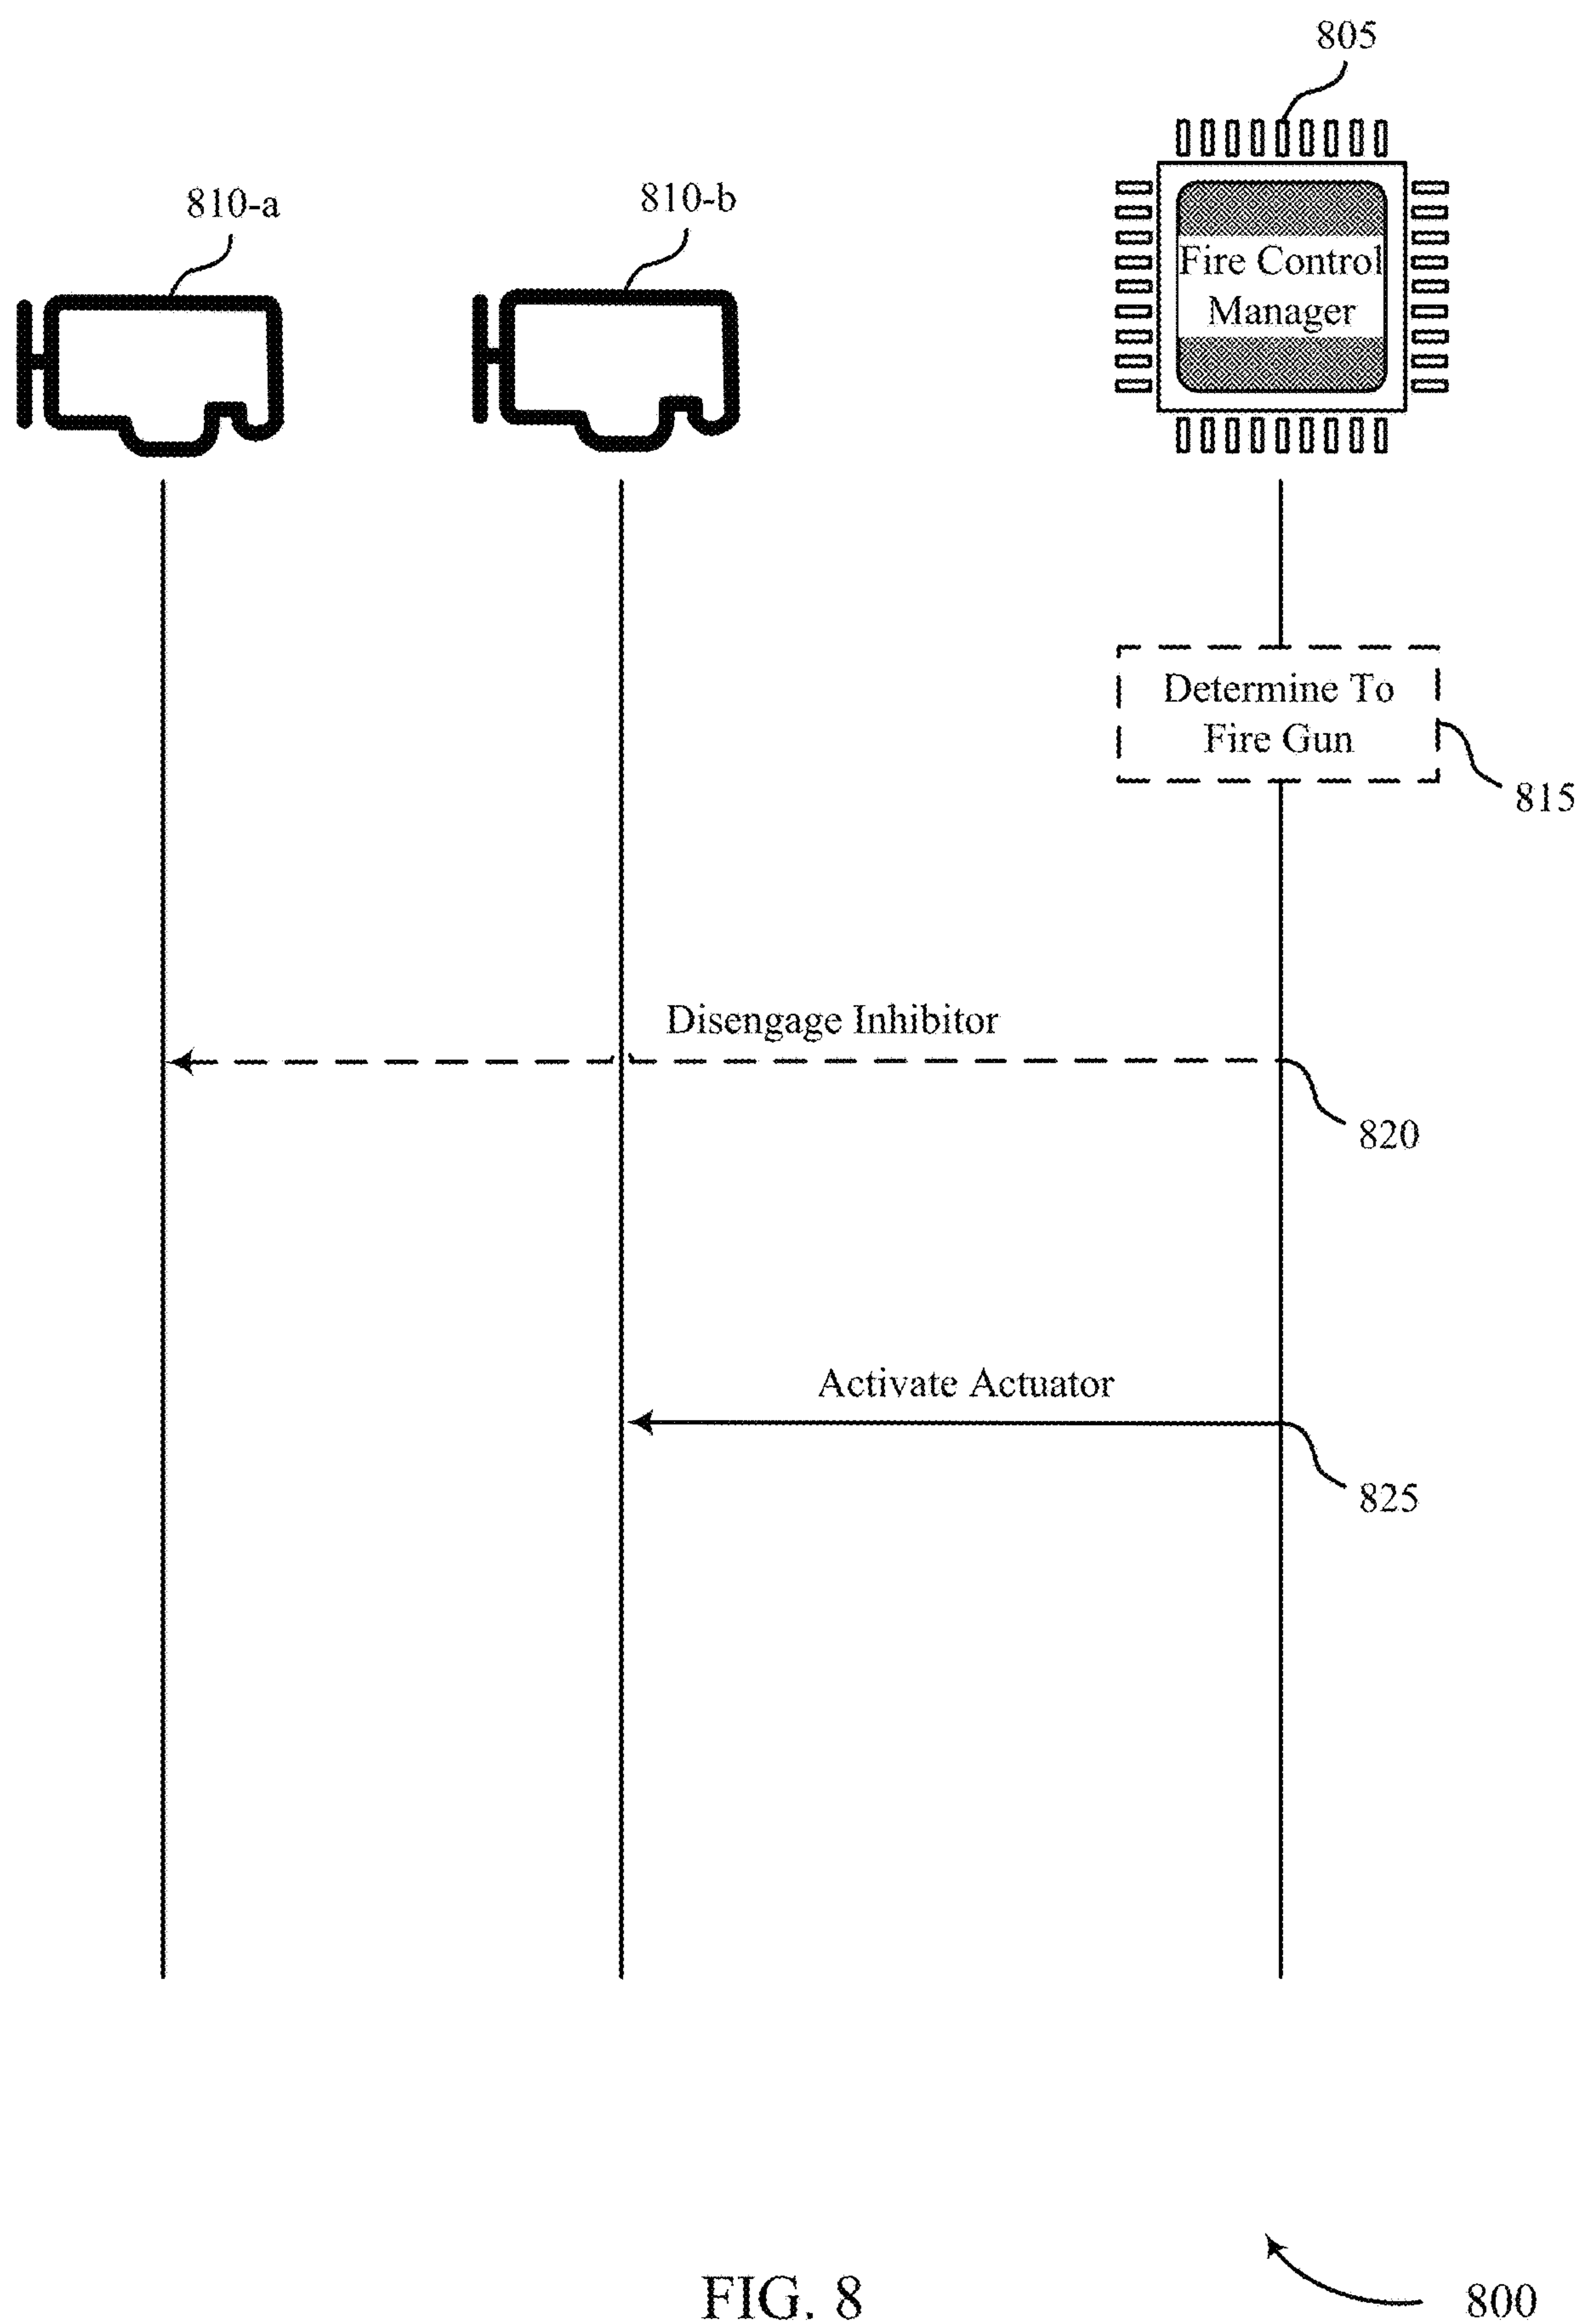 805
810-a
810-b
Fire Control
Manager
Determine To
Fire Gun
815
Disengage Inhibitor
820
Activate Actuator
825
FIG. 8
800